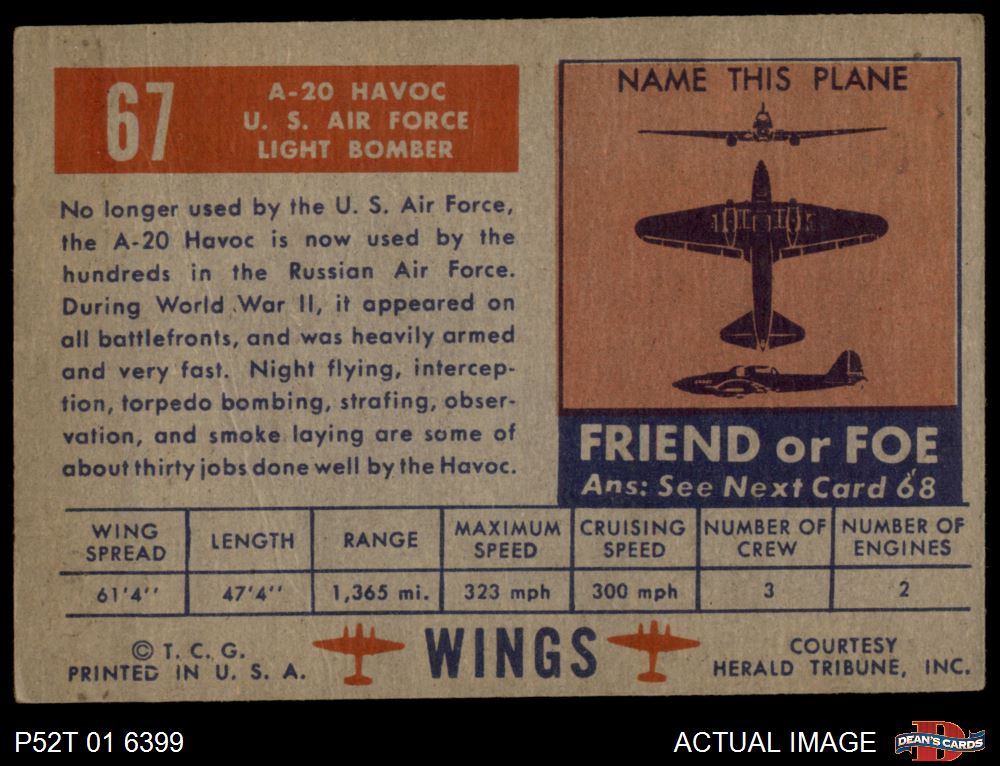 67
A-20 HAVOC
U. S. AIR FORCE
LIGHT BOMBER
No longer used by the U. S. Air Force,
the A-20 Havoc is now used by the
hundreds in the Russian Air Force.
During World War II, it appeared on
all battlefronts, and was heavily armed
and very fast. Night flying, intercep-
tion, torpedo bombing, strafing, obser-
vation, and smoke laying are some of
about thirty jobs done well by the Havoc.
NAME THIS PLANE
FRIEND or FOE
Ans: See Next Card 68
WING SPREAD LENGTH RANGE MAXIMUM SPEED CRUISING SPEED NUMBER OF CREW NUMBER OF ENGINES
61'4'' 47'4'' 1,365 mi. 323 mph 300 mph 3 2
© T. C. G.
PRINTED IN U. S. A.
WINGS
COURTESY
HERALD TRIBUNE, INC.
P52T 01 6399
ACTUAL IMAGE
DEAN'S CARDS